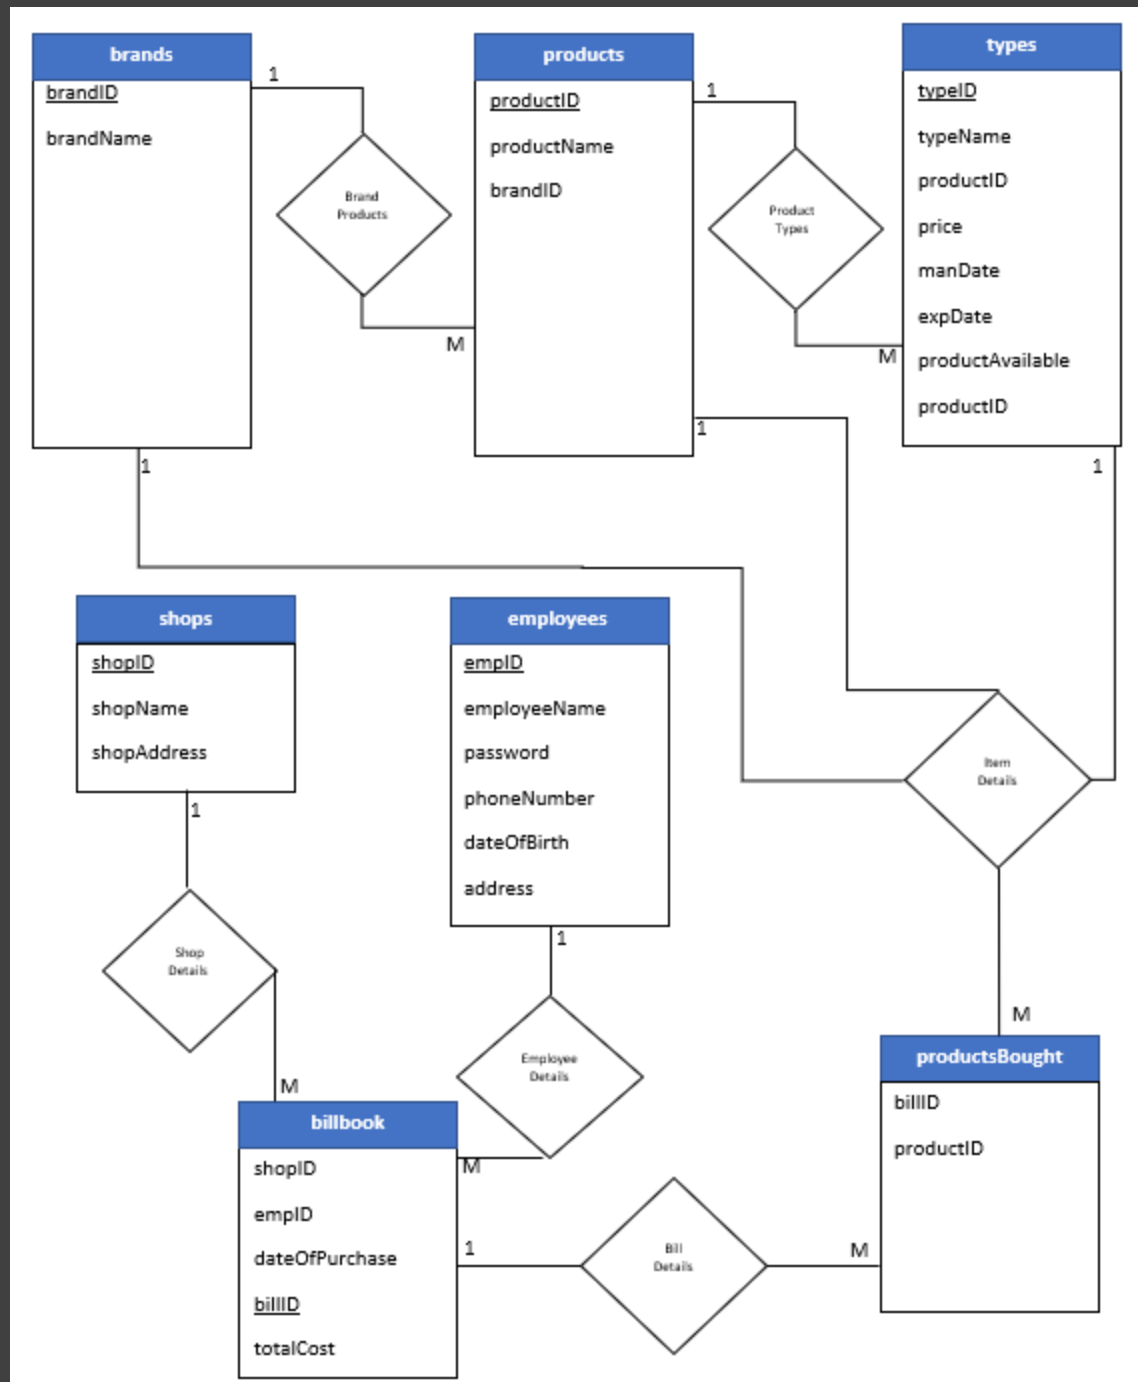 brands
brandID
brandName
1
Brand
Products
M
products
productID
productName
brandID
1
Product
Types
M
types
typeID
typeName
productID
price
manDate
expDate
productAvailable
productID
1
1
1
shops
shopID
shopName
shopAddress
1
Shop
Details
M
employees
empID
employeeName
password
phoneNumber
dateOfBirth
address
1
Employee
Details
M
Item
Details
M
billbook
shopID
empID
dateOfPurchase
billID
totalCost
1
Bill
Details
M
productsBought
billID
productID